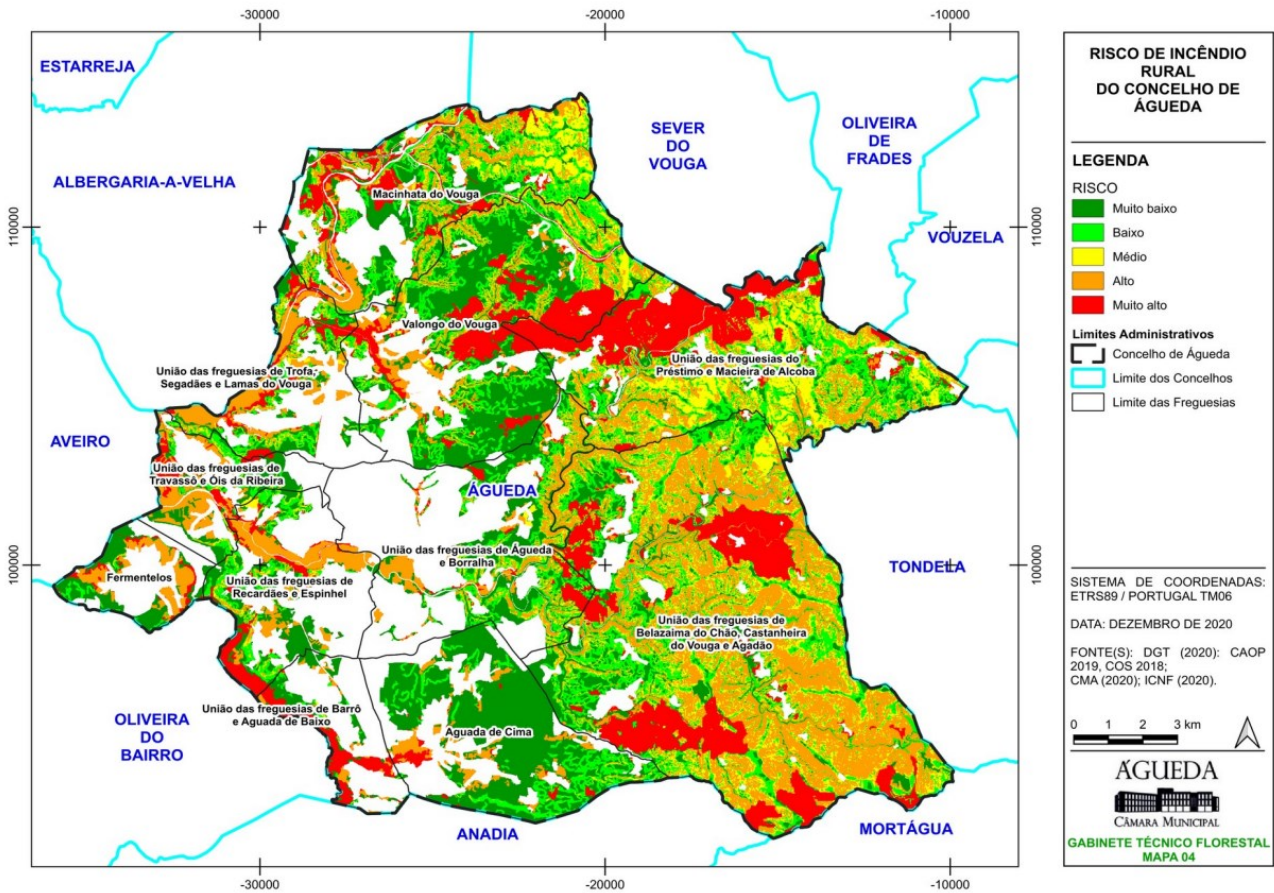 -30000
-20000
-10000
ESTARREJA
ALBERGARIA-A-VELHA
SEVER
DO
VOUGA
OLIVEIRA
DE
FRADES
VOUZELA
110000
110000
Macinhata do Vouga
Valongo do Vouga
União das freguesias do
Préstimo e Macieira de Alcoba
União das freguesias de Trofa,
Segadães e Lamas do Vouga
AVEIRO
União das freguesias de
Travassô e Óis da Ribeira
ÁGUEDA
União das freguesias de Águeda
e Borralha
100000
100000
Fermentelos
União das freguesias de
Recardães e Espinhel
TONDELA
União das freguesias de
Belazaima do Chão, Castanheira
do Vouga e Agadão
União das freguesias de Barrô
e Aguada de Baixo
Aguada de Cima
OLIVEIRA
DO
BAIRRO
ANADIA
MORTÁGUA
-30000
-20000
-10000
RISCO DE INCÊNDIO
RURAL
DO CONCELHO DE
ÁGUEDA
LEGENDA
RISCO
Muito baixo
Baixo
Médio
Alto
Muito alto
Limites Administrativos
Concelho de Águeda
Limite dos Concelhos
Limite das Freguesias
SISTEMA DE COORDENADAS:
ETRS89 / PORTUGAL TM06
DATA: DEZEMBRO DE 2020
FONTE(S): DGT (2020): CAOP
2019, COS 2018;
CMA (2020); ICNF (2020).
0 1 2 3 km
ÁGUEDA
CÂMARA MUNICIPAL
GABINETE TÉCNICO FLORESTAL
MAPA 04